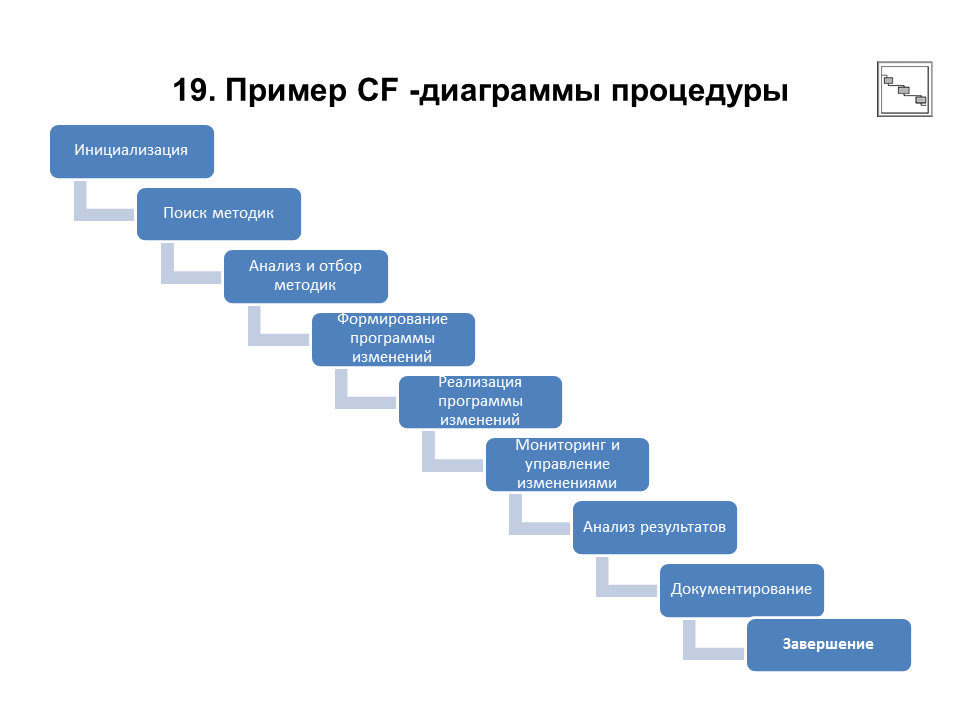 19. Пример CF -диаграммы процедуры
Инициализация
Поиск методик
Анализ и отбор
методик
Формирование
программы
изменений
Реализация
программы
изменений
Мониторинг и
управление
изменениями
Анализ результатов
Документирование
Завершение